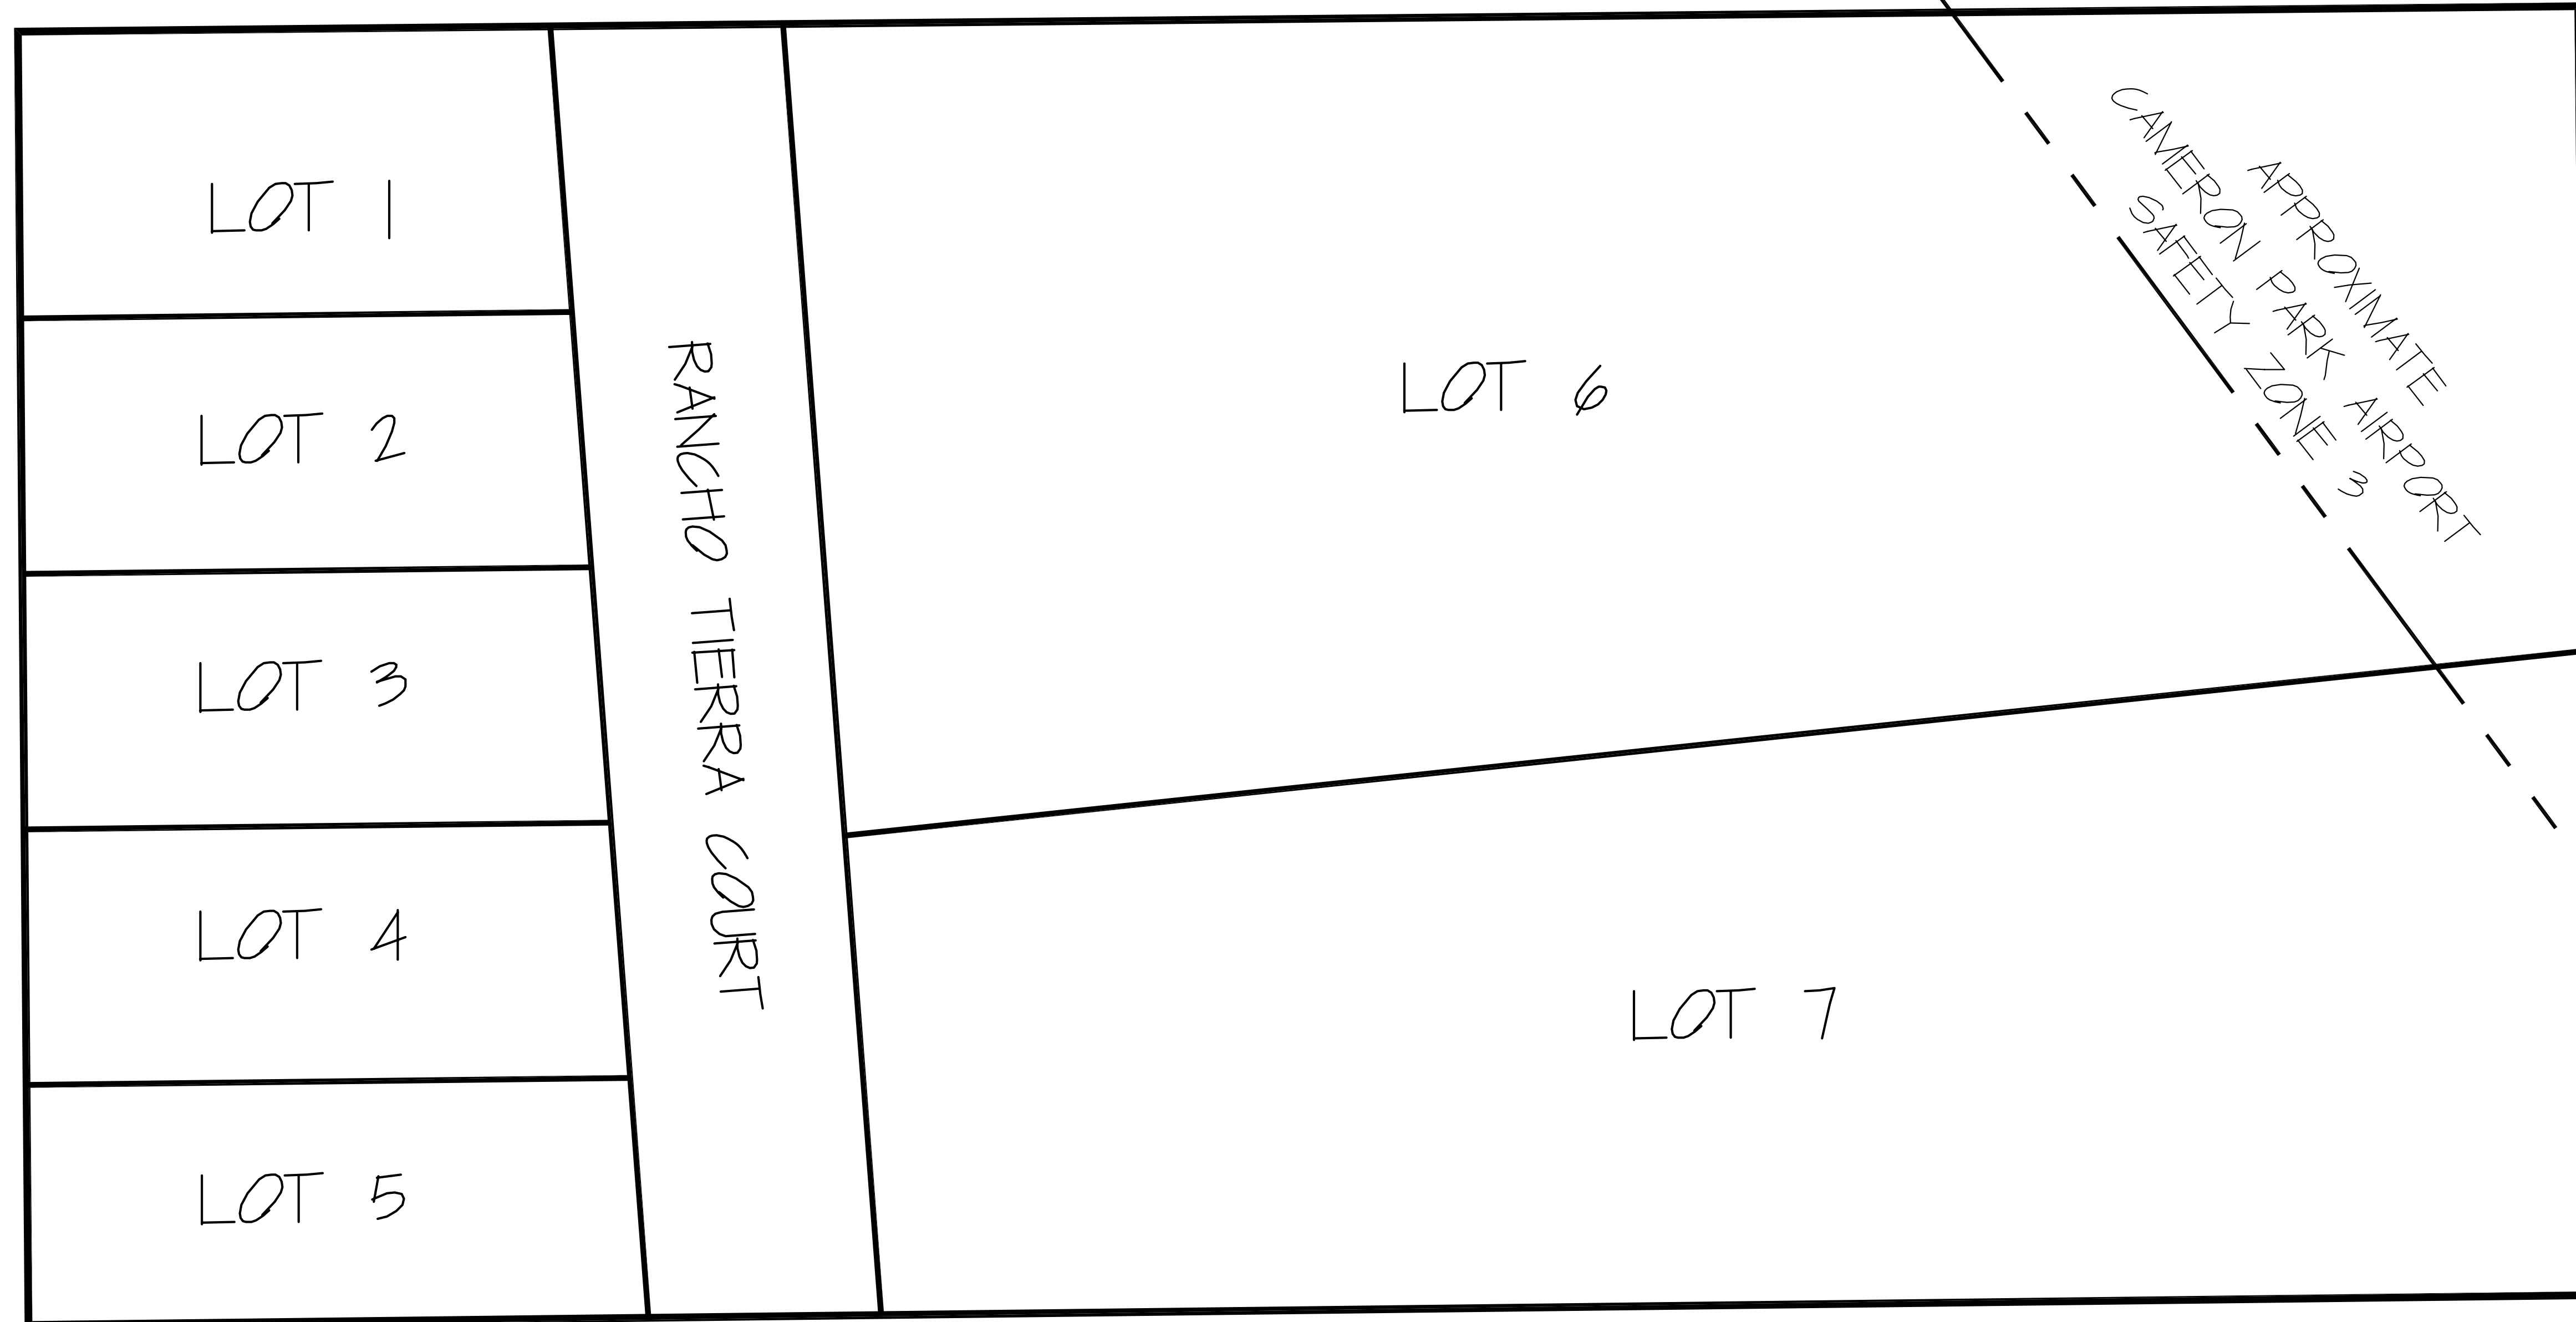 LOT 1
LOT 2
LOT 3
LOT 4
LOT 5
RANCHO TIERRA COURT
LOT 6
LOT 7
APPROXIMATE
CAMERON PARK AIRPORT
SAFETY ZONE 3